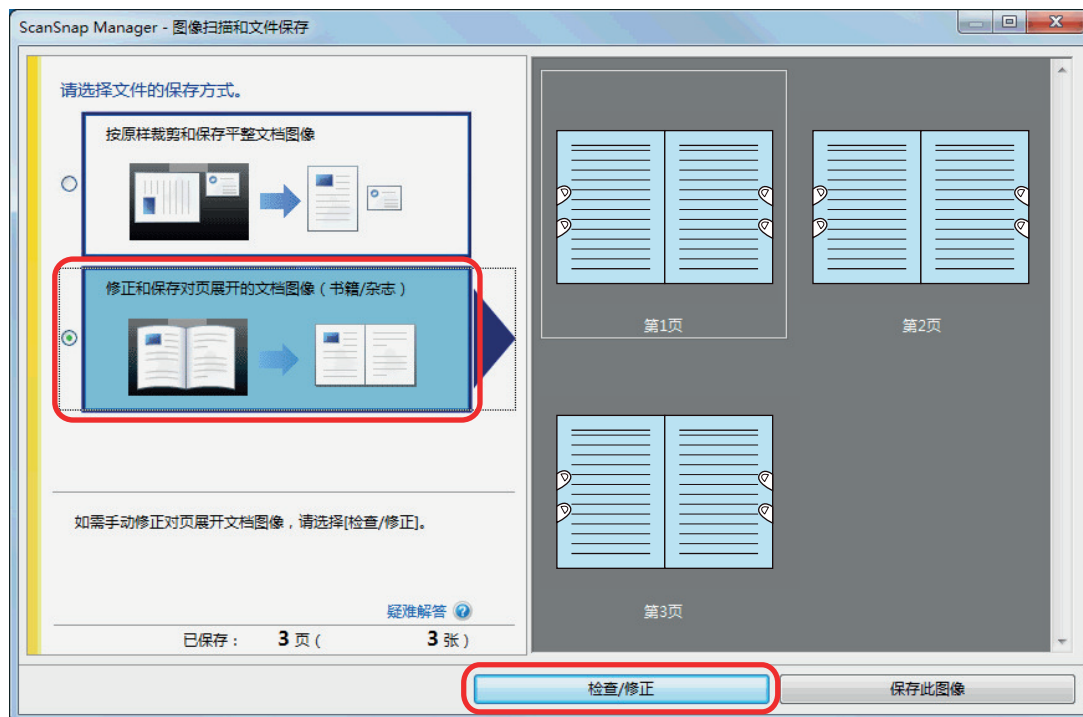 ScanSnap Manager - 图像扫描和文件保存
请选择文件的保存方式。
按原样裁剪和保存平整文档图像
修正和保存对页展开的文档图像（书籍/杂志）
如需手动修正对页展开文档图像，请选择[检查/修正]。
疑难解答
已保存： 3 页（ 3 张）
第1页
第2页
第3页
检查/修正
保存此图像